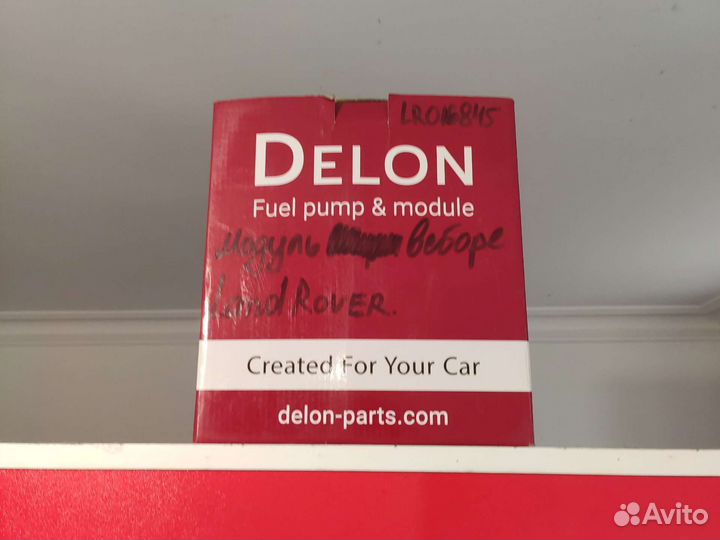 LR016845
DELON
Fuel pump & module
Модуль в сборе
Land Rover.
Created For Your Car
delon-parts.com
Avito